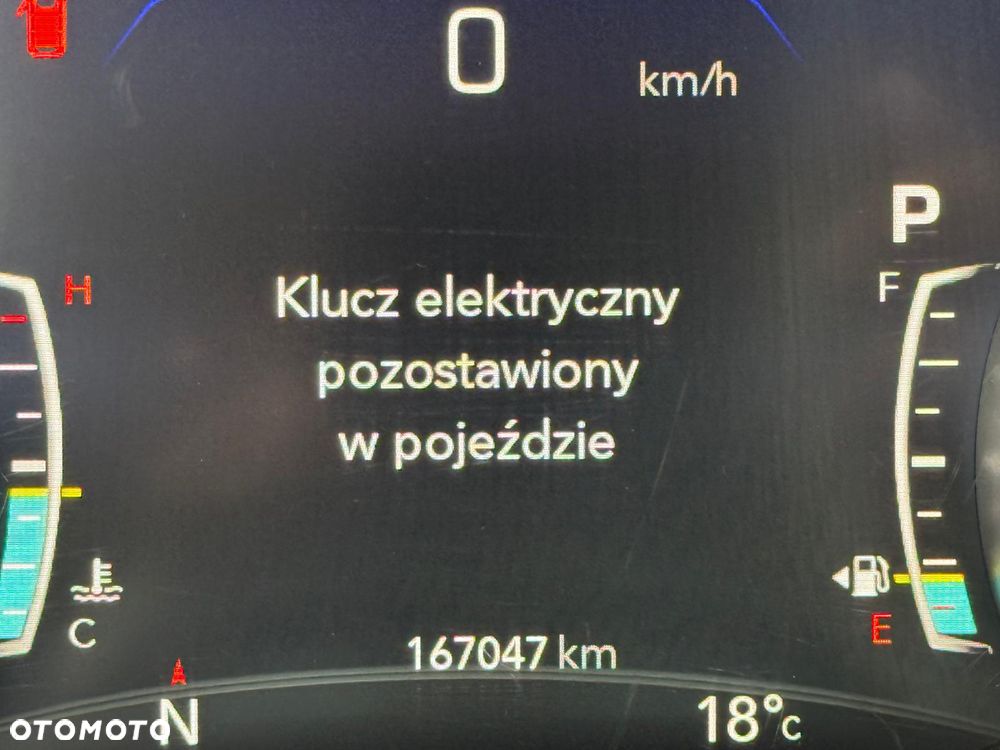 0
km/h
P
H
F
Klucz elektryczny
pozostawiony
w pojeździe
C
E
167047 km
N
18°C
OTOMOTO